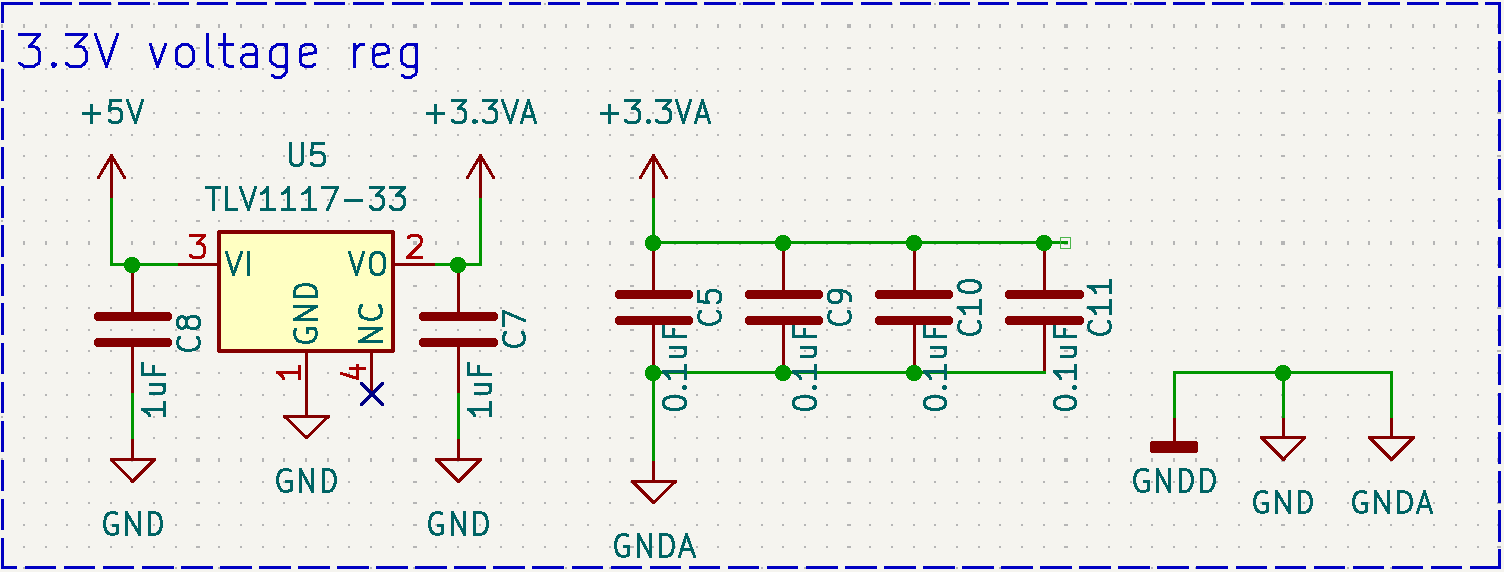 3.3V voltage reg
+5V
+3.3VA
+3.3VA
U5
TLV1117-33
3
VI
VO
2
GND
NC
1
4
C8
1uF
C7
1uF
C5
0.1uF
C9
0.1uF
C10
0.1uF
C11
0.1uF
GND
GND
GND
GNDA
GNDD
GND
GNDA